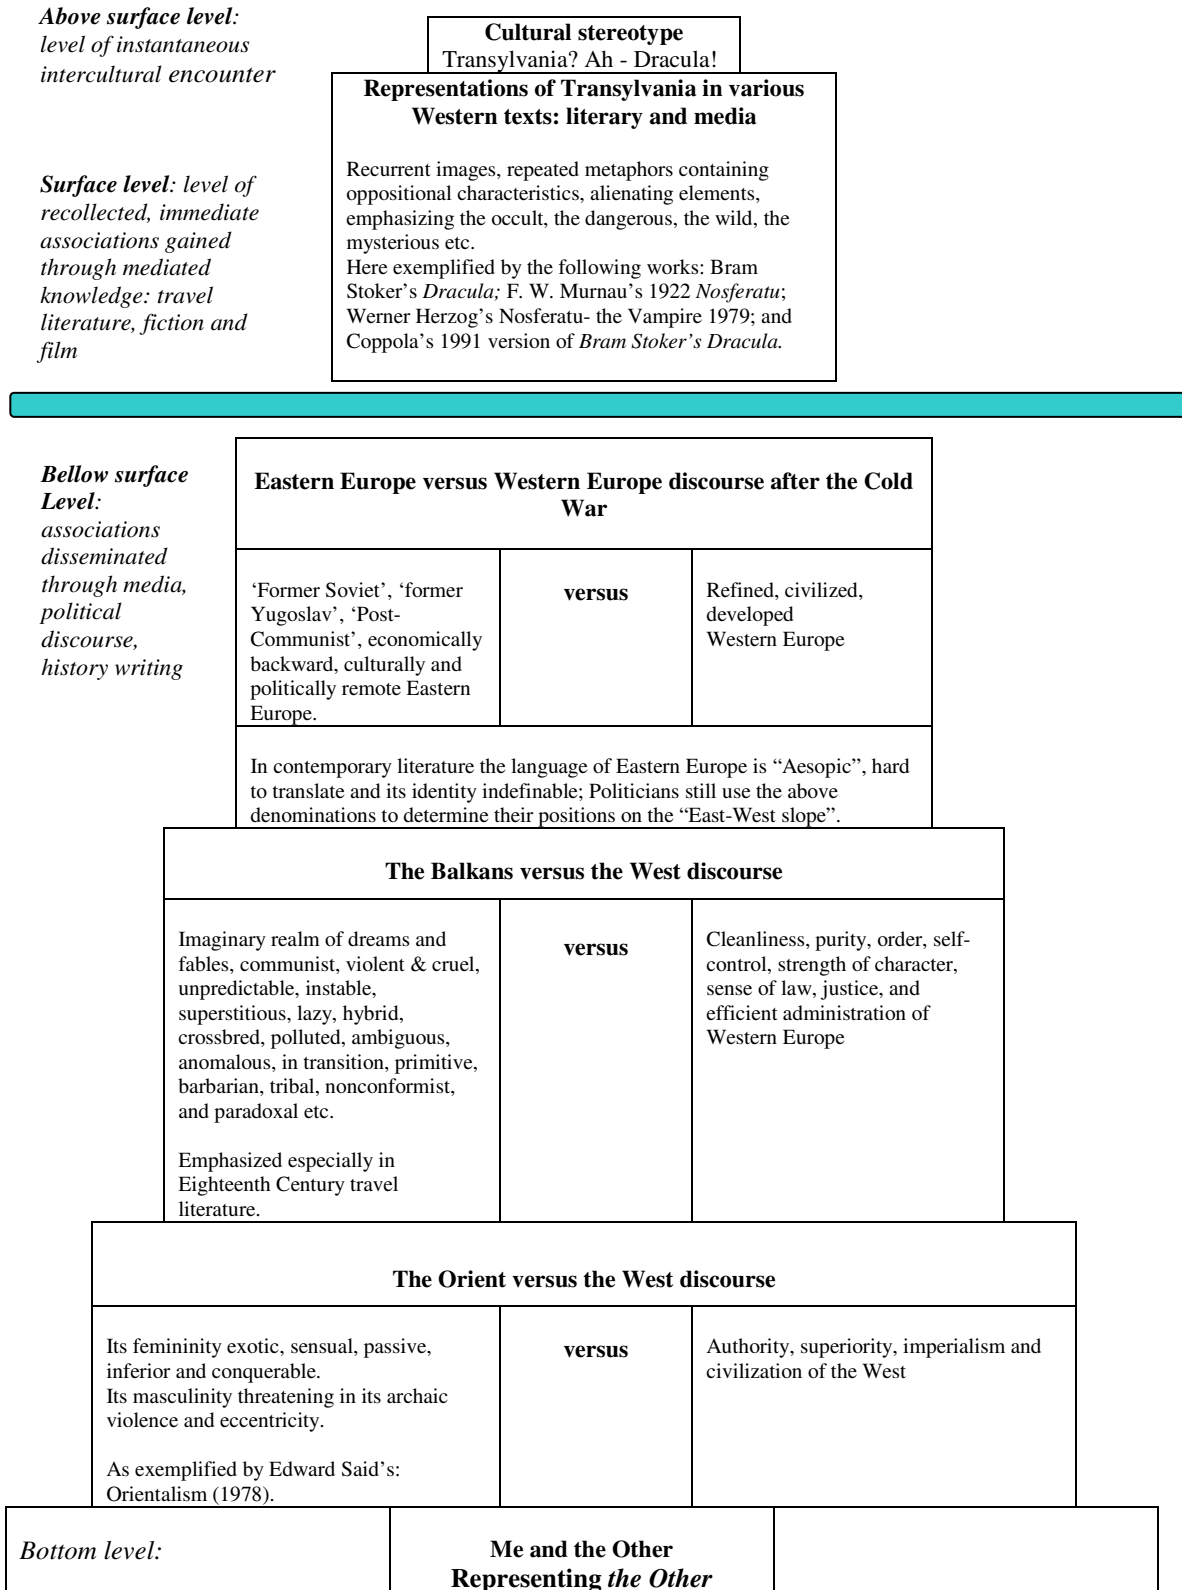 Above surface level:
level of instantaneous
intercultural encounter
Cultural stereotype
Transylvania? Ah - Dracula!
Representations of Transylvania in various
Western texts: literary and media
Surface level: level of
recollected, immediate
associations gained
through mediated
knowledge: travel
literature, fiction and
film
Recurrent images, repeated metaphors containing
oppositional characteristics, alienating elements,
emphasizing the occult, the dangerous, the wild, the
mysterious etc.
Here exemplified by the following works: Bram
Stoker's Dracula; F. W. Murnau's 1922 Nosferatu;
Werner Herzog's Nosferatu- the Vampire 1979; and
Coppola's 1991 version of Bram Stoker's Dracula.
Bellow surface
Level:
associations
disseminated
through media,
political
discourse,
history writing
Eastern Europe versus Western Europe discourse after the Cold
War
‘Former Soviet’, ‘former
Yugoslav’, ‘Post-
Communist’, economically
backward, culturally and
politically remote Eastern
Europe.
versus
Refined, civilized,
developed
Western Europe
In contemporary literature the language of Eastern Europe is “Aesopic”, hard
to translate and its identity indefinable; Politicians still use the above
denominations to determine their positions on the “East-West slope”.
The Balkans versus the West discourse
Imaginary realm of dreams and
fables, communist, violent & cruel,
unpredictable, instable,
superstitious, lazy, hybrid,
crossbred, polluted, ambiguous,
anomalous, in transition, primitive,
barbarian, tribal, nonconformist,
and paradoxal etc.
Emphasized especially in
Eighteenth Century travel
literature.
versus
Cleanliness, purity, order, self-
control, strength of character,
sense of law, justice, and
efficient administration of
Western Europe
The Orient versus the West discourse
Its femininity exotic, sensual, passive,
inferior and conquerable.
Its masculinity threatening in its archaic
violence and eccentricity.
As exemplified by Edward Said's:
Orientalism (1978).
versus
Authority, superiority, imperialism and
civilization of the West
Bottom level:
Me and the Other
Representing the Other